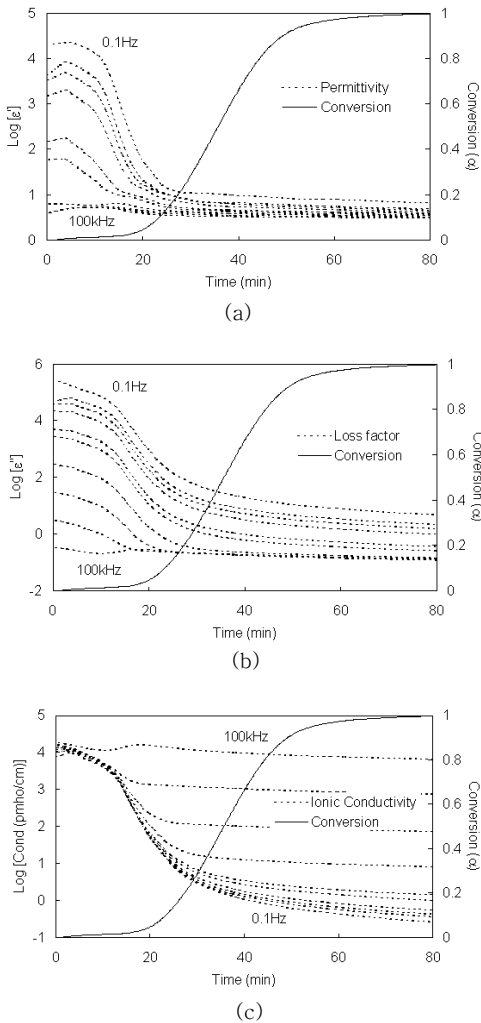 5
4
3
2
1
0
Log [ε']
0.1Hz
100kHz
Permittivity
Conversion
1
0.8
0.6
0.4
0.2
0
Conversion (α)
0 20 40 60 80
Time (min)
(a)
6
4
2
0
-2
Log [ε"]
0.1Hz
100kHz
Loss factor
Conversion
1
0.8
0.6
0.4
0.2
0
Conversion (α)
0 20 40 60 80
Time (min)
(b)
5
4
3
2
1
0
-1
Log [Cond (pmho/cm)]
100kHz
0.1Hz
Ionic Conductivity
Conversion
1
0.8
0.6
0.4
0.2
0
Conversion (α)
0 20 40 60 80
Time (min)
(c)